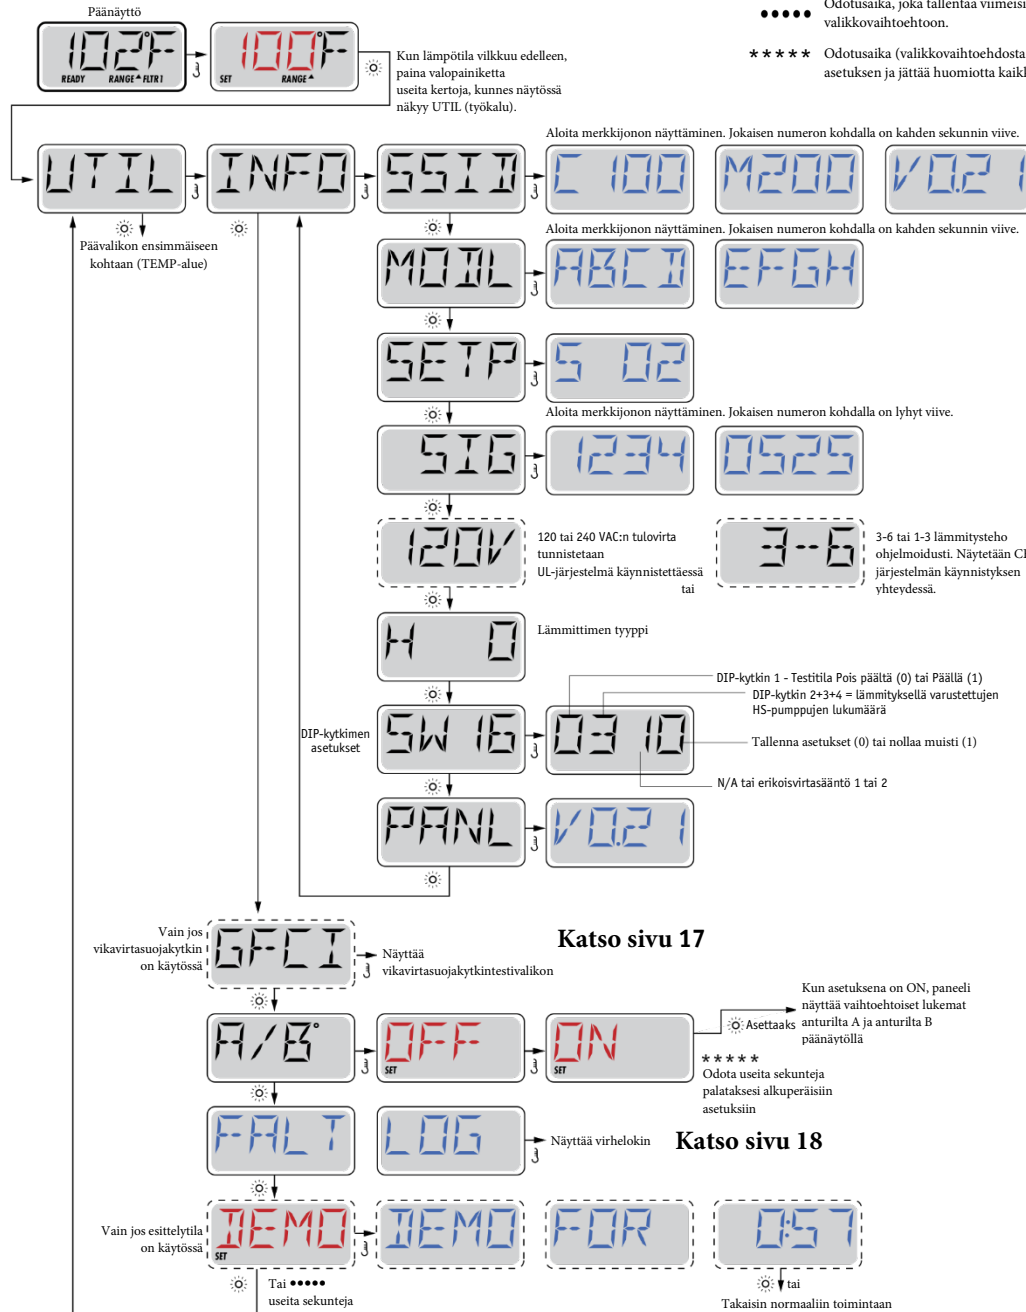 Päänäyttö
102°F
READY RANGE FLTR1
100°F
SET RANGE
Kun lämpötila vilkkuu edelleen,
paina valopainiketta
useita kertoja, kunnes näytössä
näkyy UTIL (työkalu).
••••• Odotusaika, joka tallentaa
valikkovaihtoehtoon.
***** Odotusaika
asetuksen ja jättää huomiotta
Aloita merkkijonon näyttäminen. Jokaisen numeron kohdalla on kahden sekunnin viive.
UTIL INFO SSID C 100 M200 V0.21
Päävalikon ensimmäiseen
kohtaan (TEMP-alue)
Aloita merkkijonon näyttäminen. Jokaisen numeron kohdalla on kahden sekunnin viive.
MODL ABCD EFGH
SETP S 02
Aloita merkkijonon näyttäminen. Jokaisen numeron kohdalla on lyhyt viive.
SIG 1234 0525
120V
120 tai 240 VAC:n tulovirta
tunnistetaan
UL-järjestelmä käynnistettäessä
tai
3-6
3-6 tai 1-3 lämmitysteho
ohjelmoidusti. Näytetään
järjestelmän käynnistyksen
yhteydessä.
H 0
Lämmittimen tyyppi
DIP-kytkimen
asetukset
SW 16 0310
DIP-kytkin 1 - Testitila Pois päältä (0) tai Päällä (1)
DIP-kytkin 2+3+4 = lämmityksellä varustettujen
HS-pumppujen lukumäärä
Tallenna asetukset (0) tai nollaa muisti (1)
N/A tai erikoisvirtasääntö 1 tai 2
PANL V0.21
Vain jos
vikavirtasuojakytkin
on käytössä
GFCI
Näyttää
vikavirtasuojakytkintestivalikon
Katso sivu 17
A/B° OFF ON
SET SET
Asettaaks
Kun asetuksena on ON, paneeli
näyttää vaihtoehtoiset lukemat
anturilta A ja anturilta B
päänäytöllä
*****
Odota useita sekunteja
palataksesi alkuperäisiin
asetuksiin
FALT LOG
Näyttää virhelokin
Katso sivu 18
Vain jos esittelytila
on käytössä
DEMO DEMO FOR 0:57
SET
Tai •••••
useita sekunteja
tai
Takaisin normaaliin toimintaan